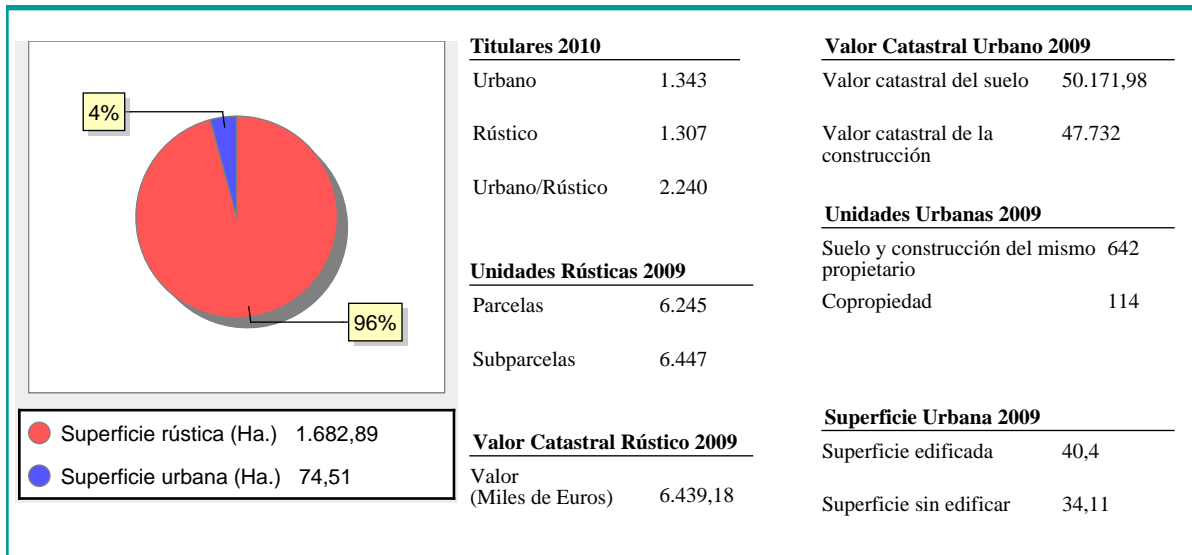 4%
96%
Superficie rústica (Ha.) 1.682,89
Superficie urbana (Ha.) 74,51
Titulares 2010
Urbano 1.343
Rústico 1.307
Urbano/Rústico 2.240
Unidades Rústicas 2009
Parcelas 6.245
Subparcelas 6.447
Valor Catastral Rústico 2009
Valor
(Miles de Euros) 6.439,18
Valor Catastral Urbano 2009
Valor catastral del suelo 50.171,98
Valor catastral de la 47.732
construcción
Unidades Urbanas 2009
Suelo y construcción del mismo 642
propietario
Copropiedad 114
Superficie Urbana 2009
Superficie edificada 40,4
Superficie sin edificar 34,11